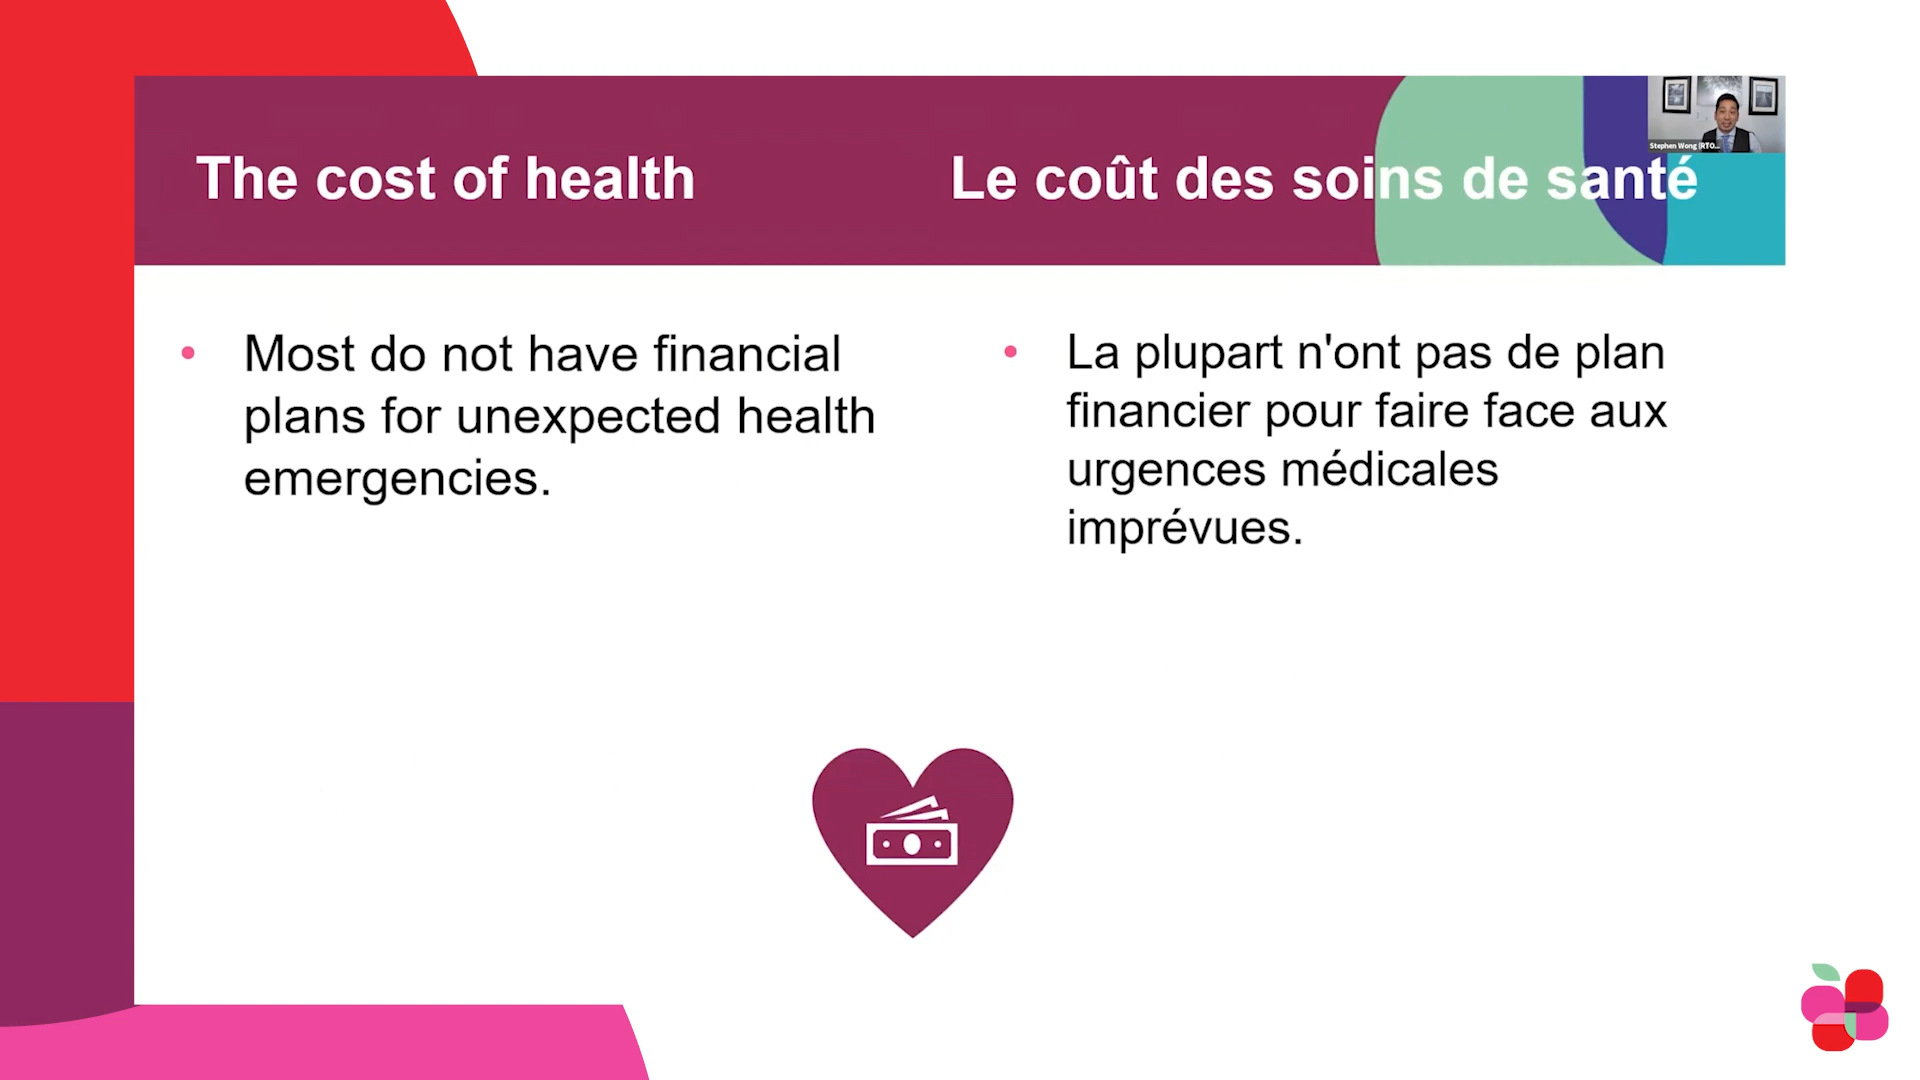 The cost of health
Le coût des soins de santé
Stephen Wong (RTO...
Most do not have financial
plans for unexpected health
emergencies.
La plupart n'ont pas de plan
financier pour faire face aux
urgences médicales
imprévues.